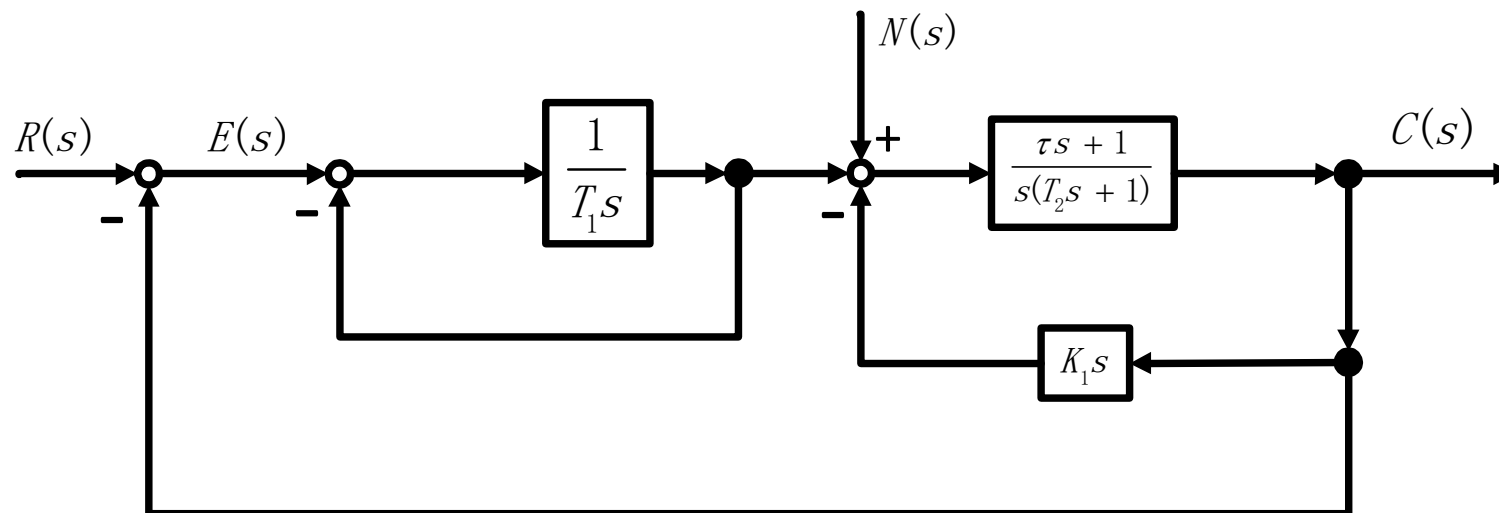 N(s)
R(s)
E(s)
1
T₁s
+
τs + 1
s(T₂s + 1)
C(s)
-
-
-
K₁s